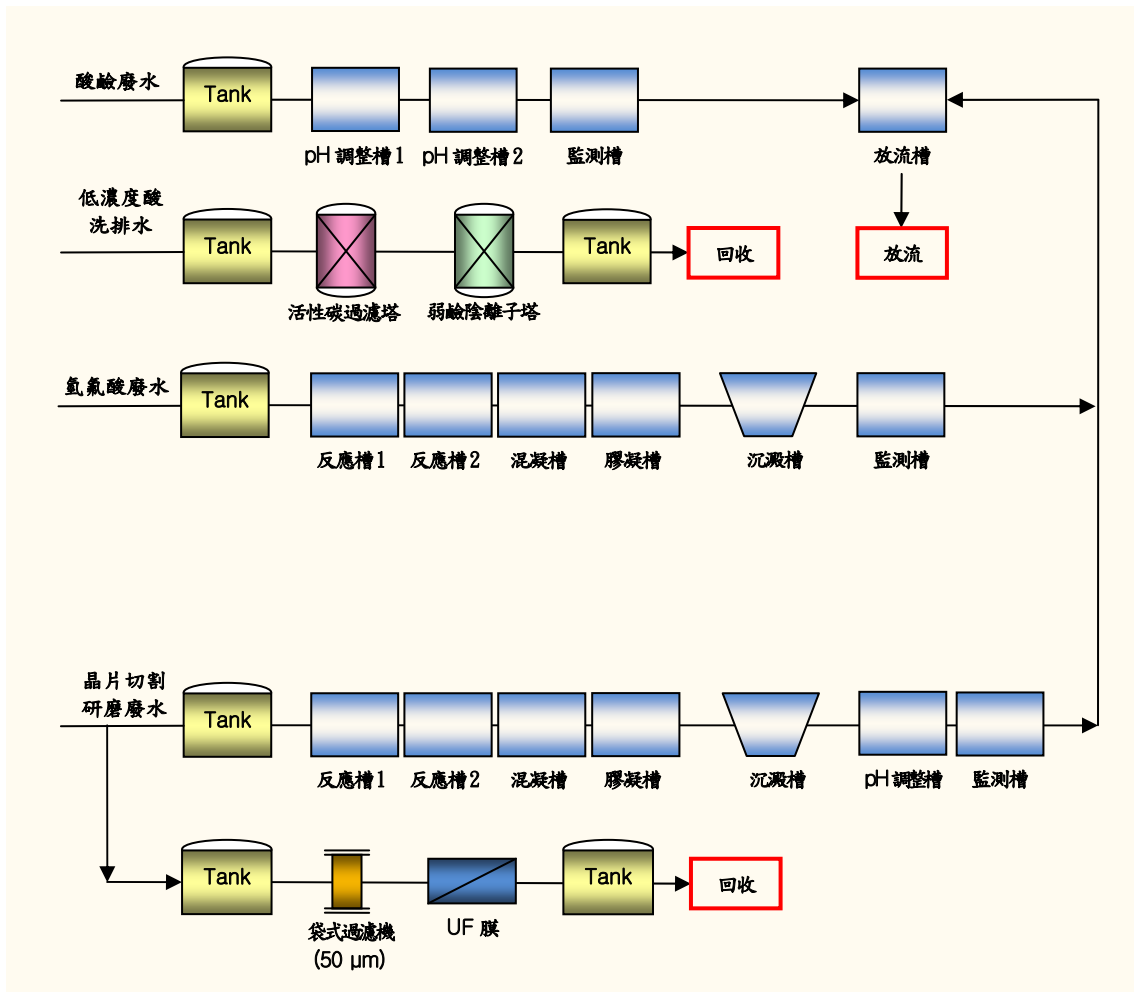 酸鹼廢水
Tank
pH 調整槽1
pH 調整槽2
監測槽
放流槽
低濃度酸
洗排水
Tank
活性碳過濾塔
弱鹼陰離子塔
Tank
回收
放流
氫氟酸廢水
Tank
反應槽1
反應槽2
混凝槽
膠凝槽
沉澱槽
監測槽
晶片切割
研磨廢水
Tank
反應槽1
反應槽2
混凝槽
膠凝槽
沉澱槽
pH 調整槽
監測槽
Tank
袋式過濾機
(50 μm)
UF 膜
Tank
回收